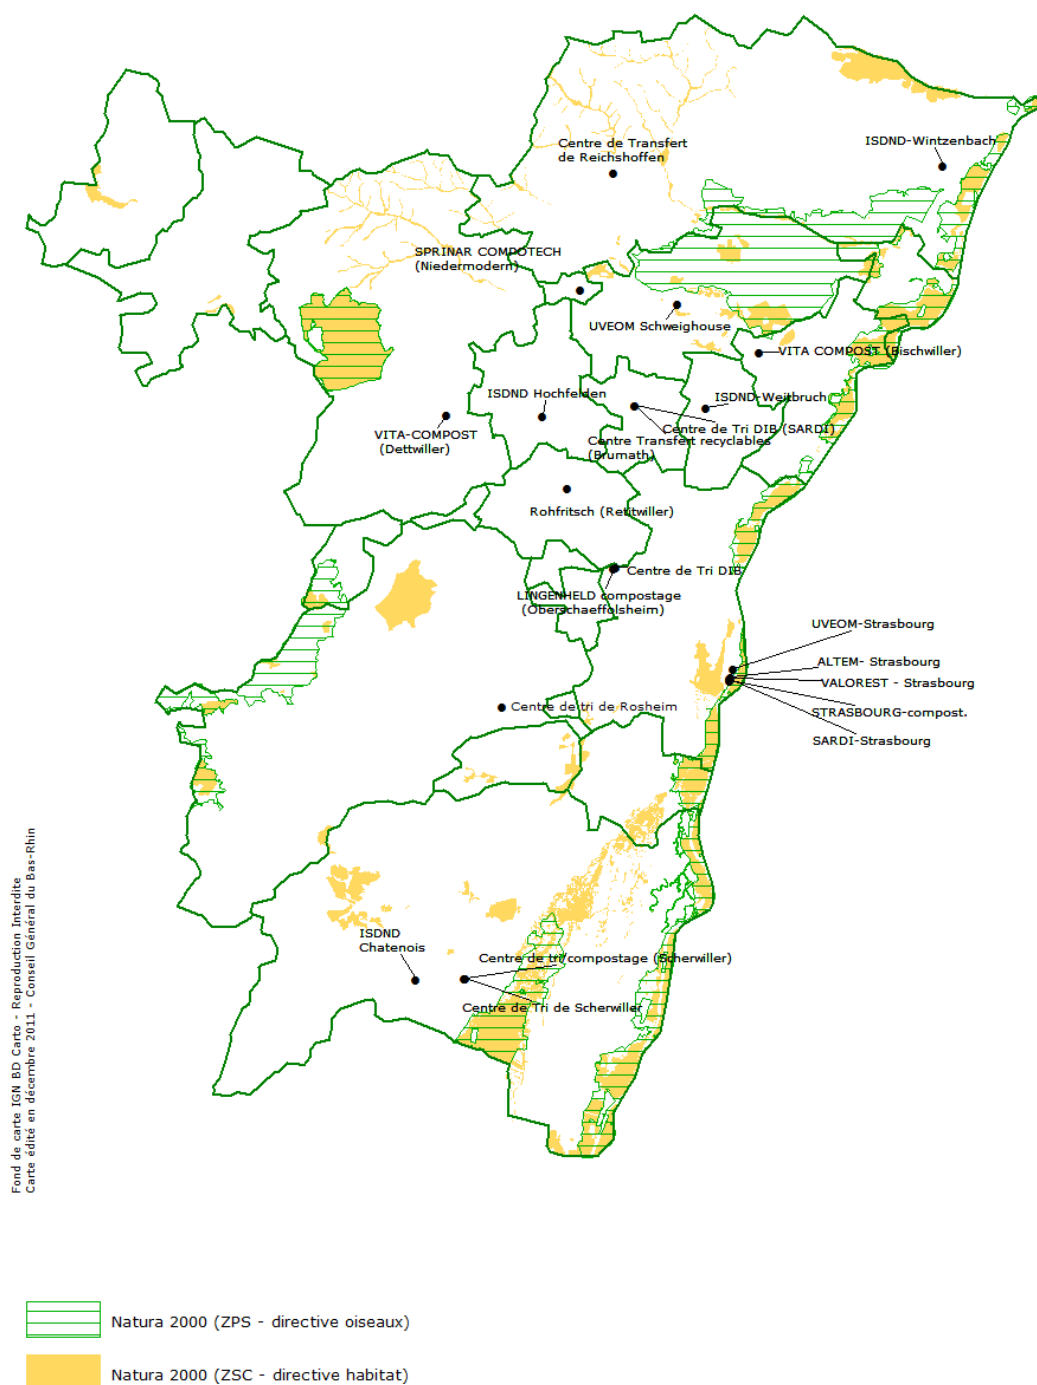 ISDND-Wintzenbach
Centre de Transfert
de Reichshoffen
SPRINAR COMPOTECH
(Niedermodern)
UVEOM Schweighouse
VITA COMPOST (Bischwiller)
ISDND Hochfelden
ISDND-Weitbruch
VITA-COMPOST
(Dettwiller)
Centre de Tri DIB (SARDI)
Centre Transfert recyclables
(Brumath)
Rohfritsch (Retitwiller)
Centre de Tri DIB
LINGENHELD compostage
(Oberschaeffolsheim)
UVEOM-Strasbourg
ALTEM- Strasbourg
VALOREST - Strasbourg
STRASBOURG-compost.
SARDI-Strasbourg
Centre de tri de Rosheim
ISDND
Chatenois
Centre de tri/compostage (Scherwiller)
Centre de Tri de Scherwiller
Fond de carte IGN BD Carto - Reproduction Interdite
Carte édité en décembre 2011 - Conseil Général du Bas-Rhin
Natura 2000 (ZPS - directive oiseaux)
Natura 2000 (ZSC - directive habitat)